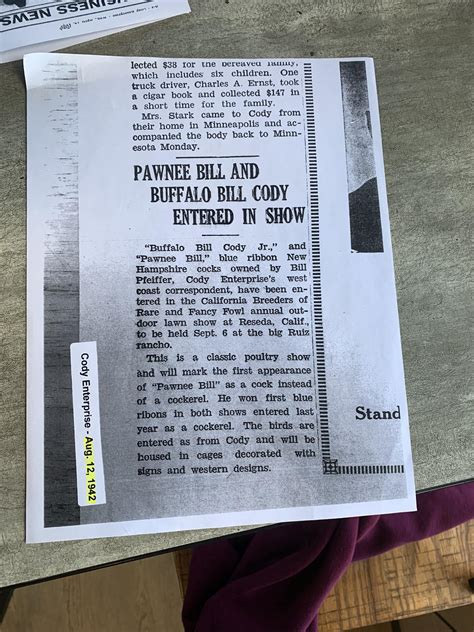 BUSINESS NEWS
lected $38 for the bereaved family,
which includes six children. One
truck driver, Charles A. Ernst, took
a cigar book and collected $147 in
a short time for the family.
Mrs. Stark came to Cody from
their home in Minneapolis and ac-
companied the body back to Minn-
esota Monday.
PAWNEE BILL AND
BUFFALO BILL CODY
ENTERED IN SHOW
"Buffalo Bill Cody Jr.," and
"Pawnee Bill," blue ribbon New
Hampshire cocks owned by Bill
Pfeiffer, Cody Enterprise's west
coast correspondent, have been en-
tered in the California Breeders of
Rare and Fancy Fowl annual out-
door lawn show at Reseda, Calif.,
to be held Sept. 6 at the big Ruiz
rancho.
This is a classic poultry show
and will mark the first appearance
of "Pawnee Bill" as a cock instead
of a cockerel. He won first blue
ribons in both shows entered last
year as a cockerel. The birds are
entered as from Cody and will be
housed in cages decorated with
signs and western designs.
Stand
Cody Enterprise - Aug. 12, 1942